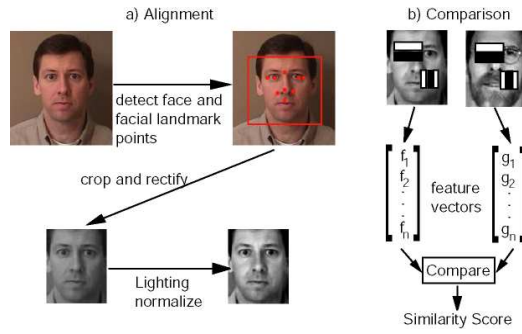 a) Alignment
detect face and
facial landmark
points
crop and rectify
Lighting
normalize
b) Comparison
f1
f2
.
.
fn
feature
vectors
g1
g2
.
.
gn
Compare
Similarity Score